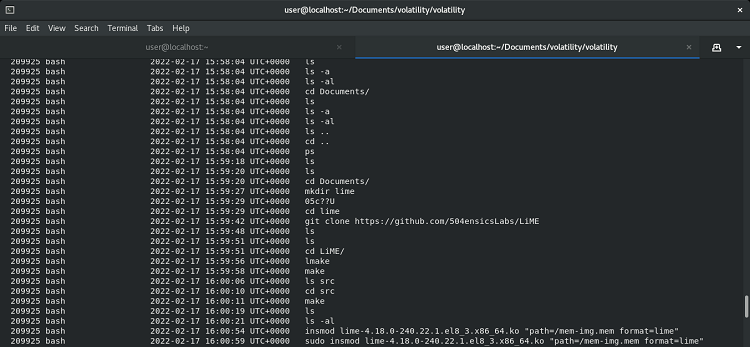 user@localhost:~/Documents/volatility/volatility
File Edit View Search Terminal Tabs Help
user@localhost:~ × user@localhost:~/Documents/volatility/volatility ×
209925 bash 2022-02-17 15:58:04 UTC+0000 ls
209925 bash 2022-02-17 15:58:04 UTC+0000 ls -a
209925 bash 2022-02-17 15:58:04 UTC+0000 ls -al
209925 bash 2022-02-17 15:58:04 UTC+0000 cd Documents/
209925 bash 2022-02-17 15:58:04 UTC+0000 ls
209925 bash 2022-02-17 15:58:04 UTC+0000 ls -a
209925 bash 2022-02-17 15:58:04 UTC+0000 ls -al
209925 bash 2022-02-17 15:58:04 UTC+0000 ls ..
209925 bash 2022-02-17 15:58:04 UTC+0000 cd ..
209925 bash 2022-02-17 15:58:04 UTC+0000 ps
209925 bash 2022-02-17 15:59:18 UTC+0000 ls
209925 bash 2022-02-17 15:59:20 UTC+0000 ls
209925 bash 2022-02-17 15:59:20 UTC+0000 cd Documents/
209925 bash 2022-02-17 15:59:27 UTC+0000 mkdir lime
209925 bash 2022-02-17 15:59:29 UTC+0000 05c??U
209925 bash 2022-02-17 15:59:29 UTC+0000 cd lime
209925 bash 2022-02-17 15:59:42 UTC+0000 git clone https://github.com/504ensicsLabs/LiME
209925 bash 2022-02-17 15:59:48 UTC+0000 ls
209925 bash 2022-02-17 15:59:51 UTC+0000 ls
209925 bash 2022-02-17 15:59:51 UTC+0000 cd LiME/
209925 bash 2022-02-17 15:59:56 UTC+0000 lmake
209925 bash 2022-02-17 15:59:58 UTC+0000 make
209925 bash 2022-02-17 16:00:06 UTC+0000 ls src
209925 bash 2022-02-17 16:00:10 UTC+0000 cd src
209925 bash 2022-02-17 16:00:11 UTC+0000 make
209925 bash 2022-02-17 16:00:19 UTC+0000 ls
209925 bash 2022-02-17 16:00:21 UTC+0000 ls -al
209925 bash 2022-02-17 16:00:54 UTC+0000 insmod lime-4.18.0-240.22.1.el8_3.x86_64.ko "path=/mem-img.mem format=lime"
209925 bash 2022-02-17 16:00:59 UTC+0000 sudo insmod lime-4.18.0-240.22.1.el8_3.x86_64.ko "path=/mem-img.mem format=lime"